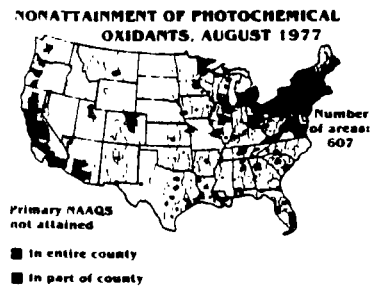 NONATTAINMENT OF PHOTOCHEMICAL
OXIDANTS, AUGUST 1977
Number
of areas:
607
Primary NAAQS
not attained
In entire county
In part of county